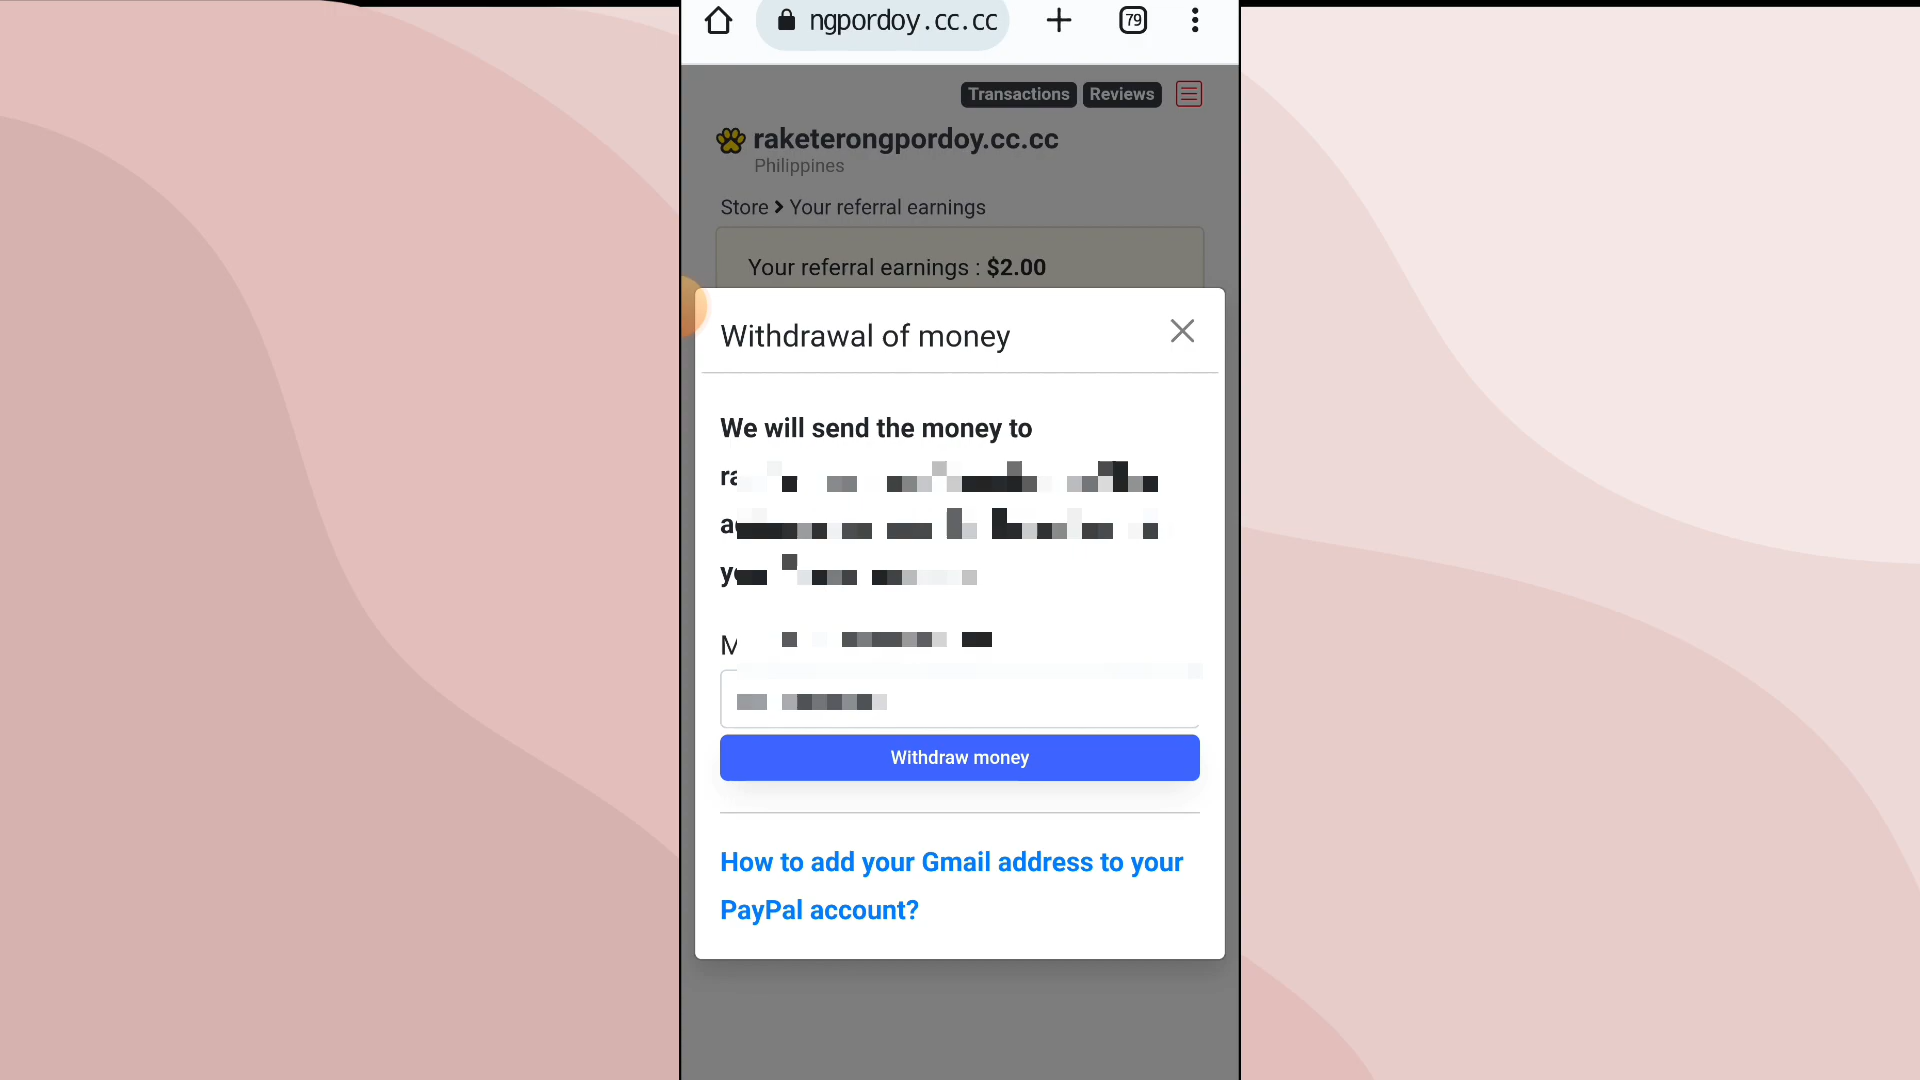 ngpordoy.cc.cc
79
Transactions Reviews
raketerongpordoy.cc.cc
Philippines
Store Your referral earnings
Your referral earnings : $2.00
Withdrawal of money
We will send the money to
Withdraw money
How to add your Gmail address to your
PayPal account?